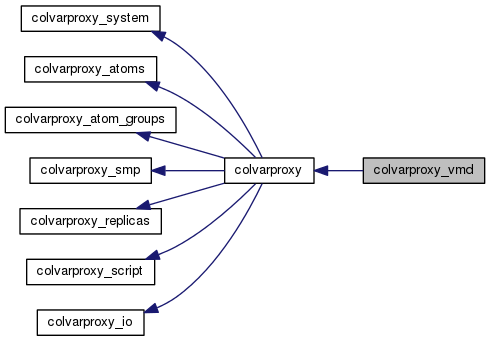 colvarproxy_system
colvarproxy_atoms
colvarproxy_atom_groups
colvarproxy_smp
colvarproxy
colvarproxy_vmd
colvarproxy_replicas
colvarproxy_script
colvarproxy_io